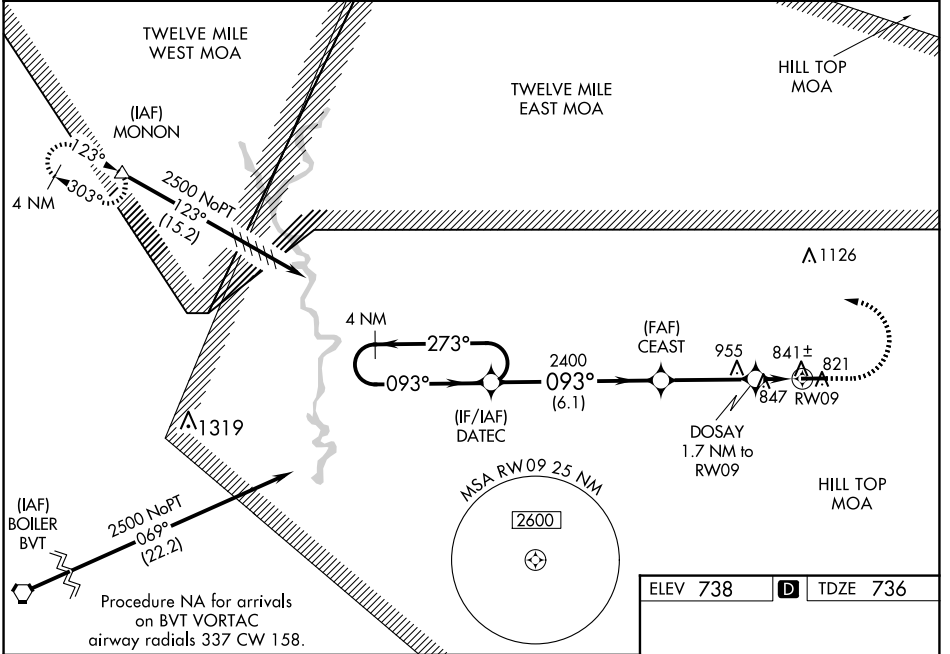 TWELVE MILE
WEST MOA
HILL TOP
MOA
TWELVE MILE
EAST MOA
(IAF)
MONON
123°
303°
4 NM
2500 NoPT
123°
(15.2)
1126
4 NM
273°
093°
(IF/IAF)
DATEC
2400
093°
(6.1)
(FAF)
CEAST
955
841±
821
847
RW09
DOSAY
1.7 NM to
RW09
1319
(IAF)
BOILER
BVT
2500 NoPT
069°
(22.2)
MSA RW09 25 NM
2600
HILL TOP
MOA
Procedure NA for arrivals
on BVT VORTAC
airway radials 337 CW 158.
ELEV 738 D TDZE 736